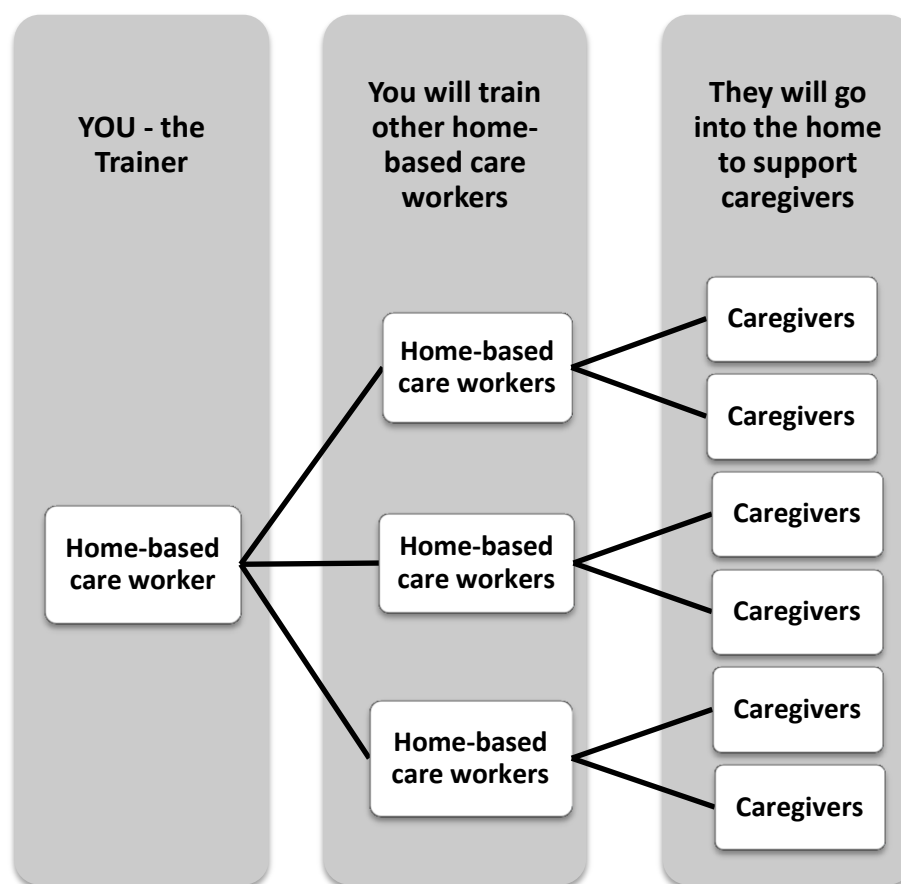 YOU - the
Trainer
You will train
other home-
based care
workers
They will go
into the home
to support
caregivers
Home-based
care worker
Home-based
care workers
Home-based
care workers
Home-based
care workers
Caregivers
Caregivers
Caregivers
Caregivers
Caregivers
Caregivers